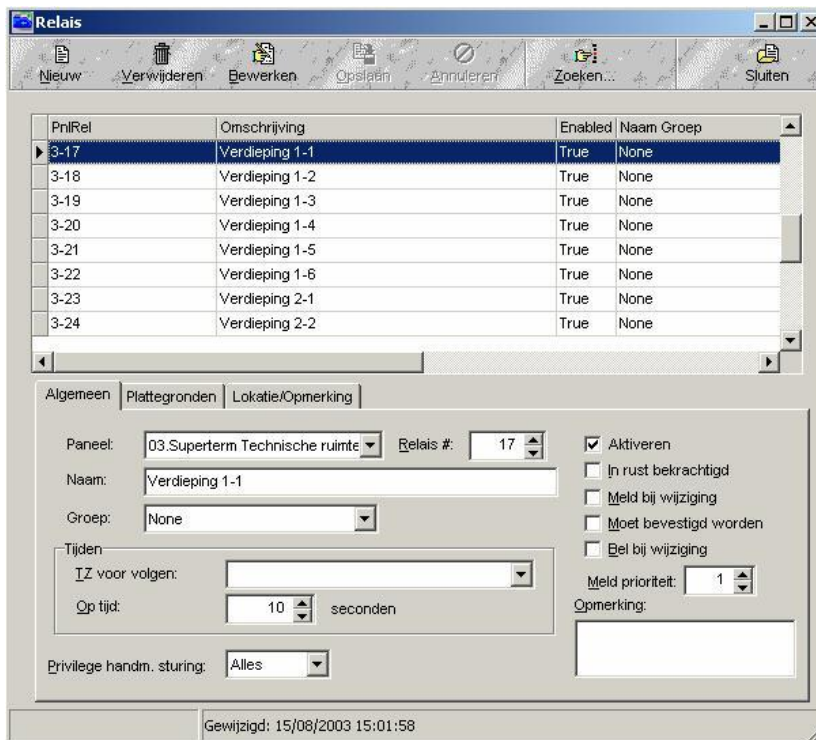 Relais
Nieuw Verwijderen Bewerken Opslaan Annuleren Zoeken... Sluiten
PnlRel Omschrijving Enabled Naam Groep
3-17 Verdieping 1-1 True None
3-18 Verdieping 1-2 True None
3-19 Verdieping 1-3 True None
3-20 Verdieping 1-4 True None
3-21 Verdieping 1-5 True None
3-22 Verdieping 1-6 True None
3-23 Verdieping 2-1 True None
3-24 Verdieping 2-2 True None
Algemeen Plattegronden Lokatie/Opmerking
Paneel: 03.Superterm Technische ruimte Relais #: 17
Naam: Verdieping 1-1
Groep: None
Tijden
TZ voor volgen:
Op tijd: 10 seconden
Privilege handm. sturing: Alles
Aktiveren
In rust bekrachtigd
Meld bij wijziging
Moet bevestigd worden
Bel bij wijziging
Meld prioriteit: 1
Opmerking:
Gewijzigd: 15/08/2003 15:01:58